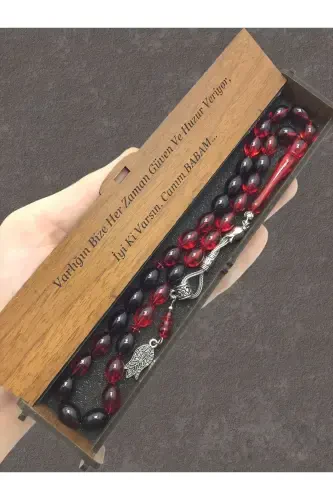 Varlığın Bize Her Zaman Güven Ve Huzur Veriyor,
İyi Ki Varsın, Canım BABAM...